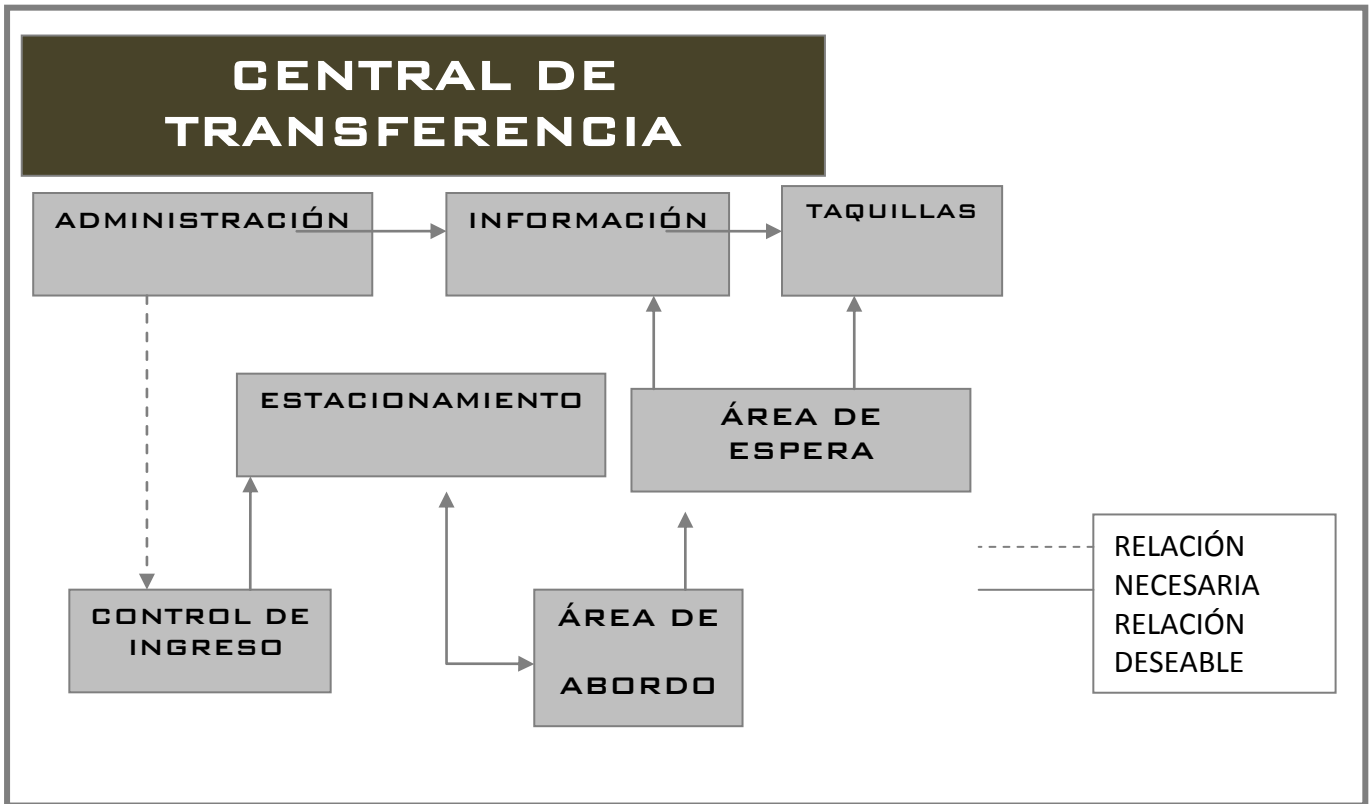 CENTRAL DE
TRANSFERENCIA
ADMINISTRACIÓN
INFORMACIÓN
TAQUILLAS
ESTACIONAMIENTO
ÁREA DE
ESPERA
CONTROL DE
INGRESO
ÁREA DE
ABORDO
RELACIÓN
NECESARIA
RELACIÓN
DESEABLE